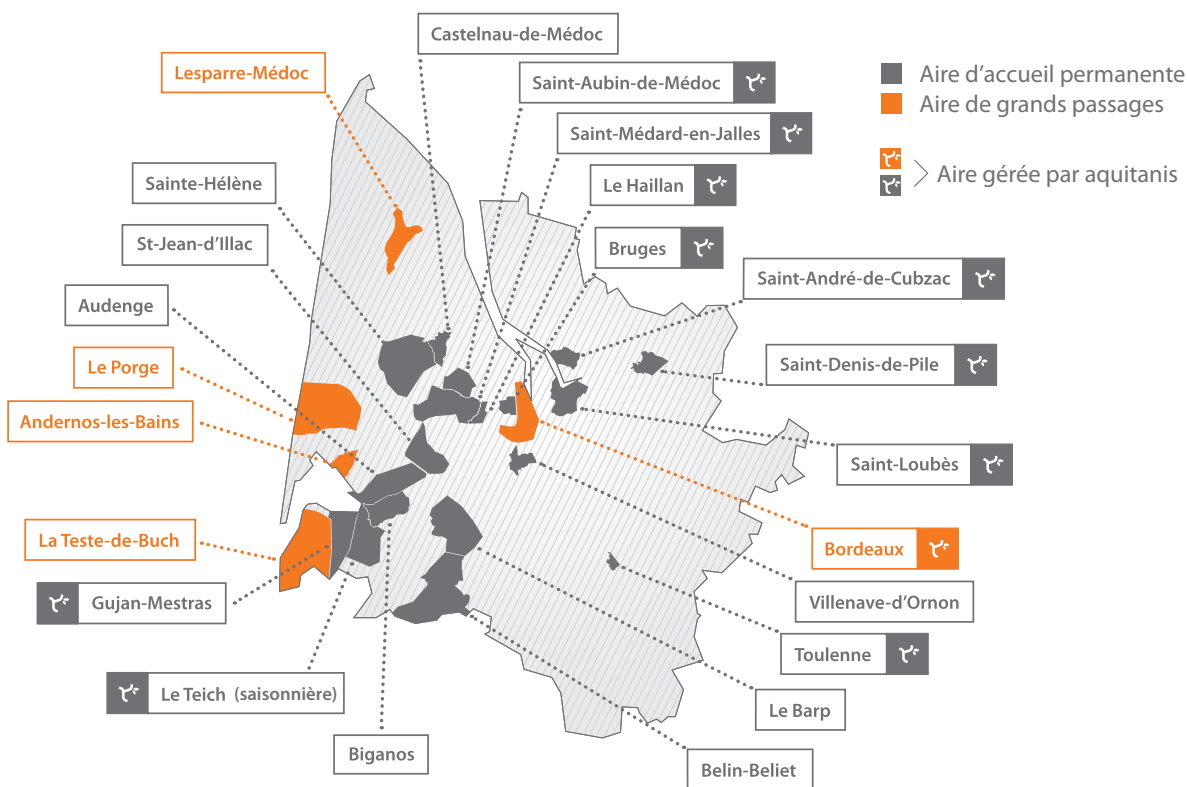 Castelnau-de-Médoc
Lesparre-Médoc
Saint-Aubin-de-Médoc
Aire d'accueil permanente
Aire de grands passages
Saint-Médard-en-Jalles
Sainte-Hélène
Le Haillan
Aire gérée par aquitanis
St-Jean-d'Illac
Bruges
Saint-André-de-Cubzac
Audenge
Le Porge
Saint-Denis-de-Pile
Andernos-les-Bains
Saint-Loubès
La Teste-de-Buch
Bordeaux
Gujan-Mestras
Villenave-d'Ornon
Toulenne
Le Teich (saisonnière)
Le Barp
Biganos
Belin-Beliet